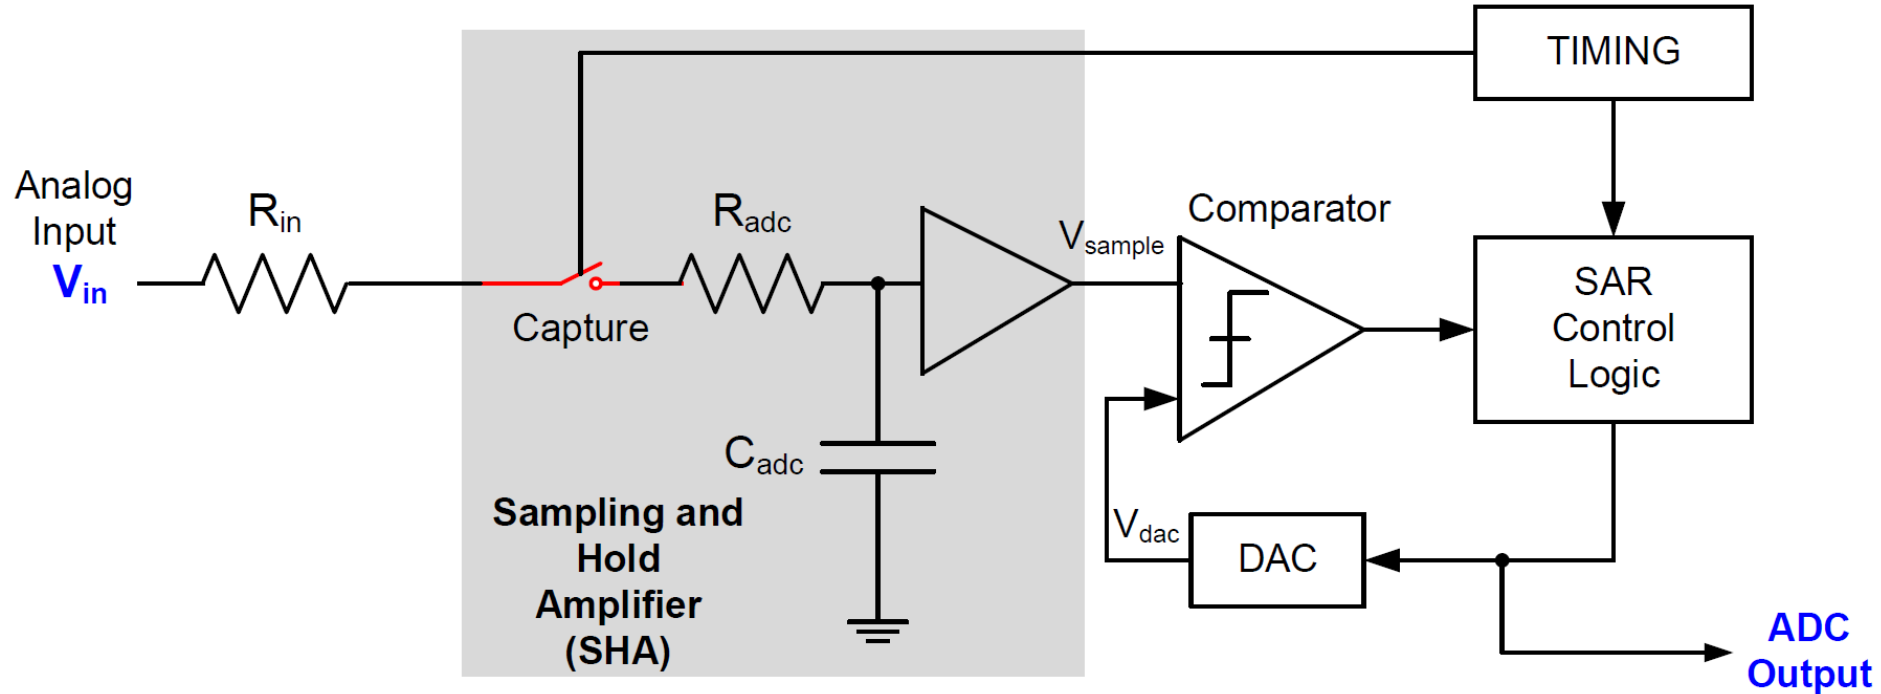 TIMING
Analog
Input
Vin
Rin
Radc
Capture
Vsample
Comparator
SAR
Control
Logic
Cadc
Sampling and
Hold
Amplifier
(SHA)
Vdac
DAC
ADC
Output